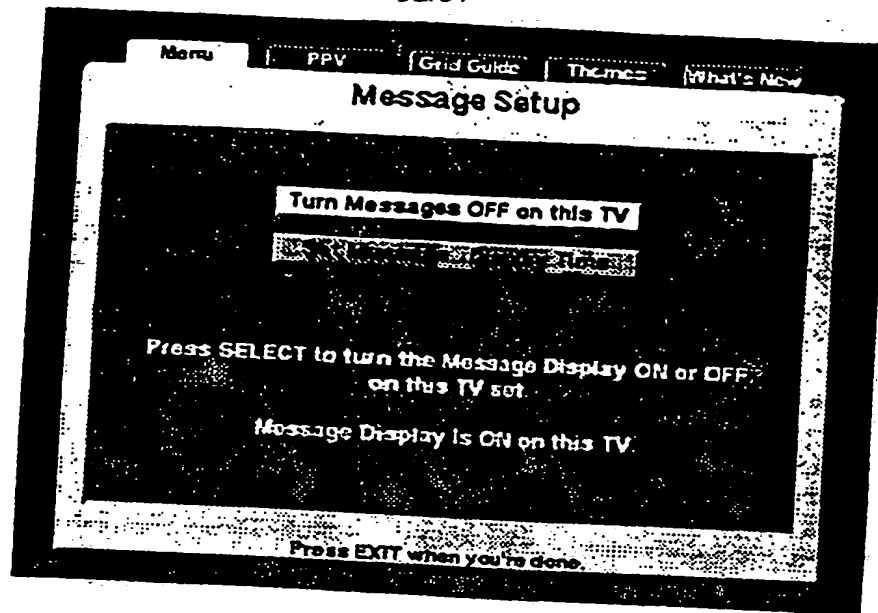 Menu PPV Grid Guide Themes What's New
Message Setup
Turn Messages OFF on this TV
Press SELECT to turn the Message Display ON or OFF
on this TV set.
Message Display is ON on this TV.
Press EXIT when you're done.